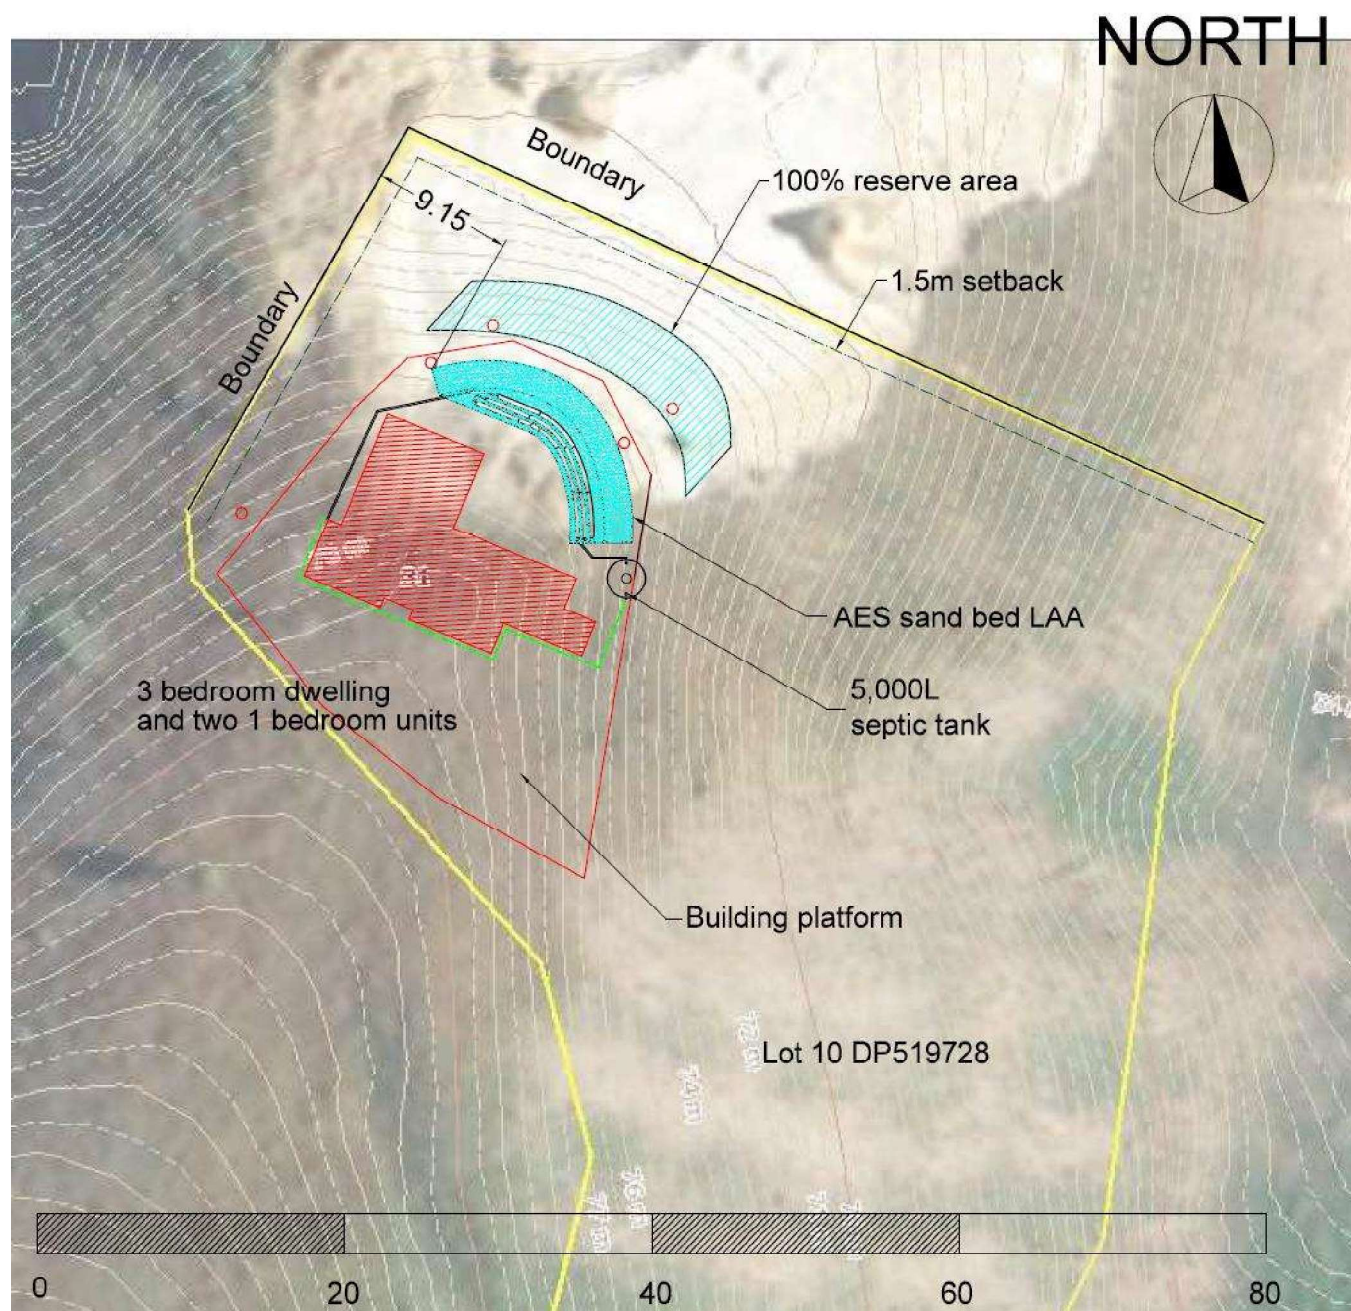 NORTH
Boundary
100% reserve area
9.15
1.5m setback
Boundary
AES sand bed LAA
3 bedroom dwelling
and two 1 bedroom units
5,000L
septic tank
Building platform
Lot 10 DP519728
0 20 40 60 80